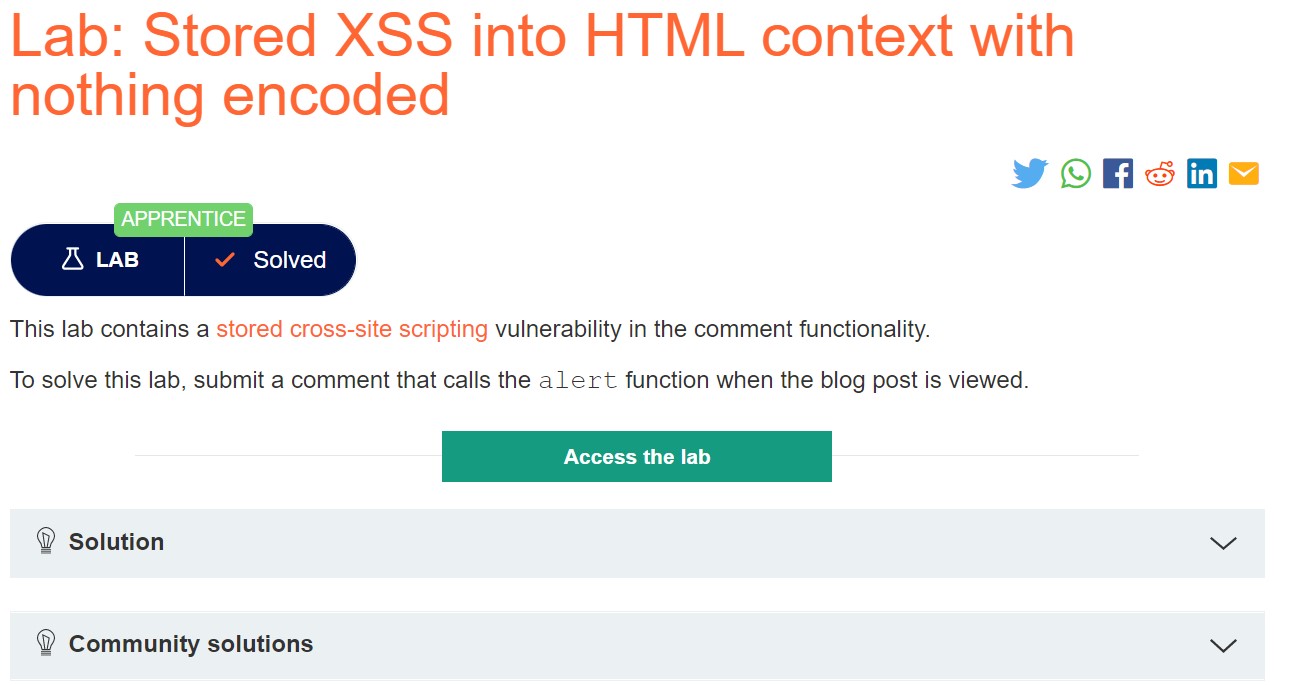 Lab: Stored XSS into HTML context with
nothing encoded
APPRENTICE
LAB Solved
This lab contains a stored cross-site scripting vulnerability in the comment functionality.
To solve this lab, submit a comment that calls the alert function when the blog post is viewed.
Access the lab
Solution
Community solutions